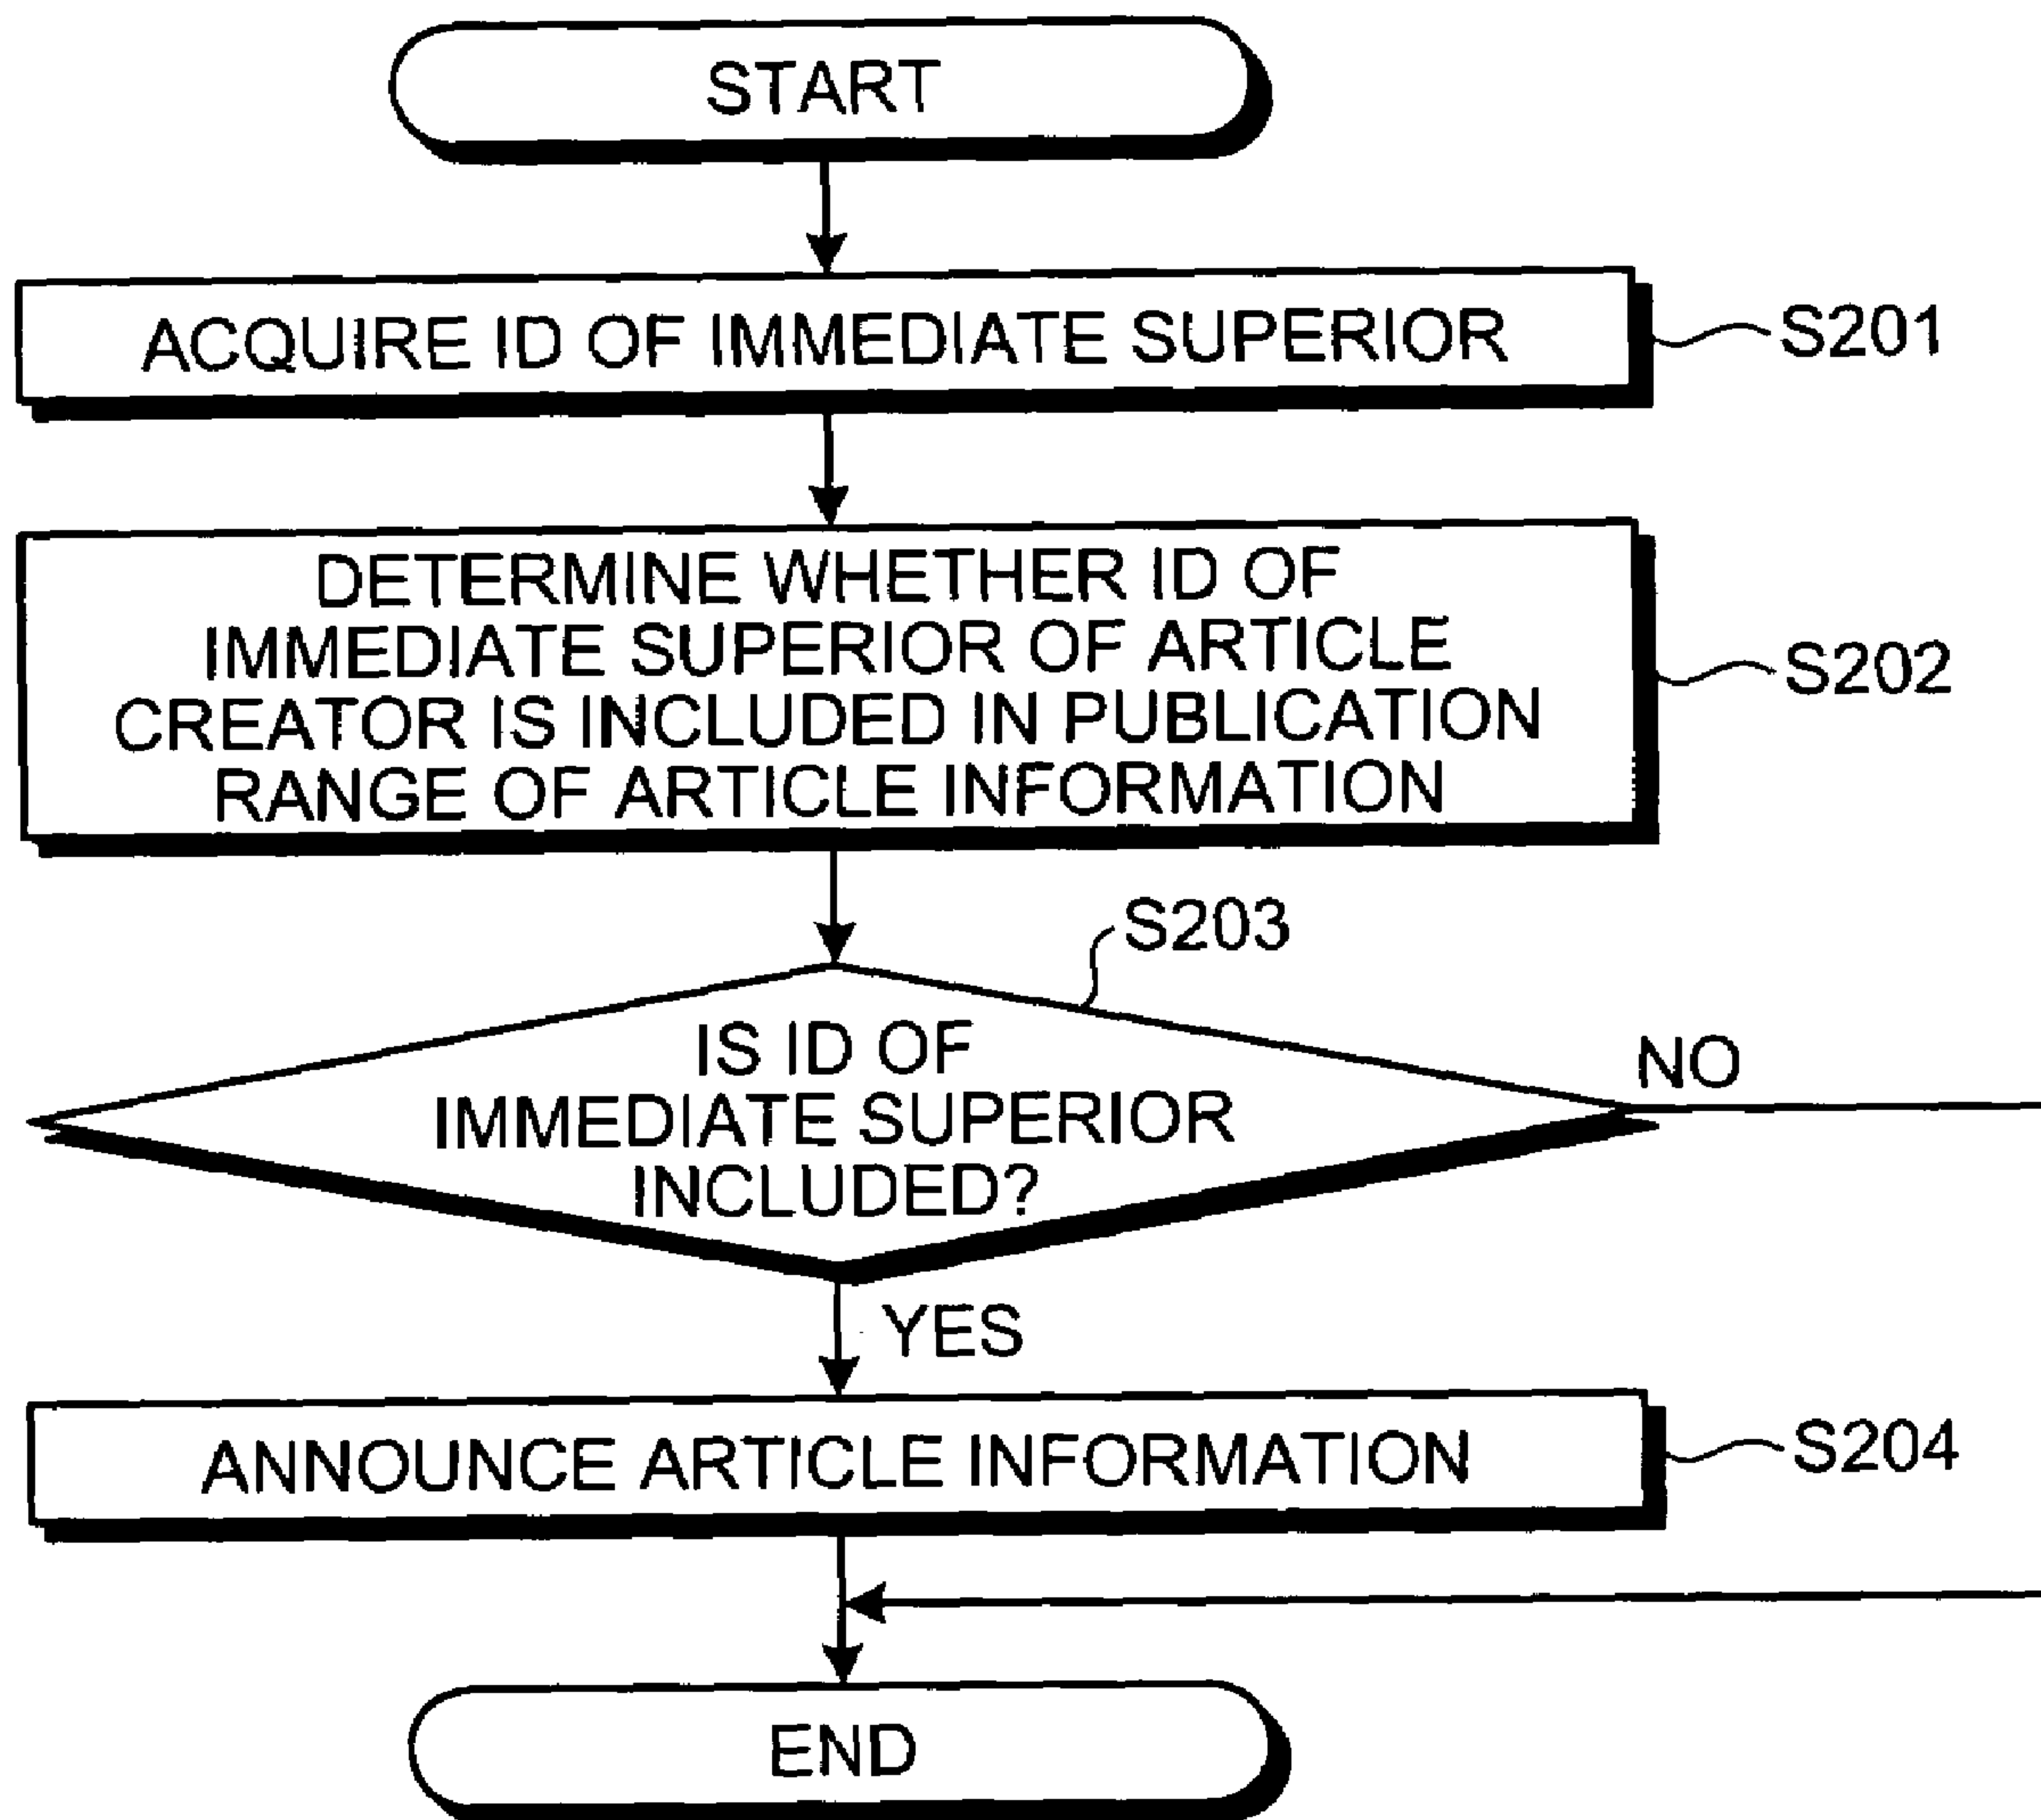 START
ACQUIRE ID OF IMMEDIATE SUPERIOR
S201
DETERMINE WHETHER ID OF
IMMEDIATE SUPERIOR OF ARTICLE
CREATOR IS INCLUDED IN PUBLICATION
RANGE OF ARTICLE INFORMATION
S202
S203
IS ID OF
IMMEDIATE SUPERIOR
INCLUDED?
NO
YES
ANNOUNCE ARTICLE INFORMATION
S204
END